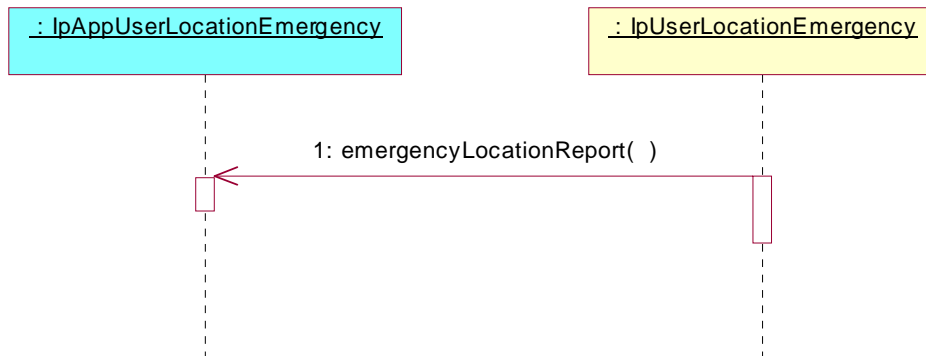 : IpAppUserLocationEmergency
: IpUserLocationEmergency
1: emergencyLocationReport( )